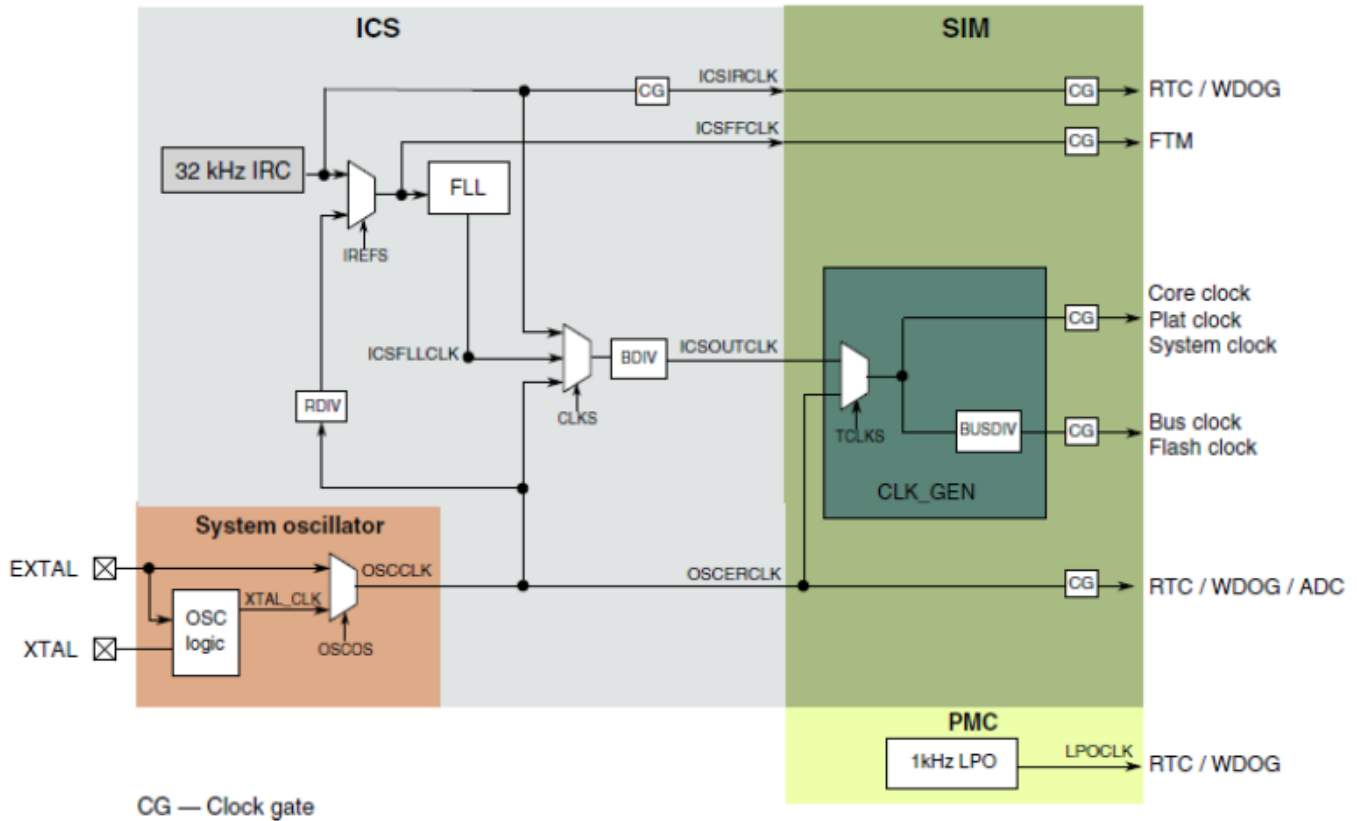 ICS
SIM
ICSIRCLK
CG
CG
RTC / WDOG
ICSFFCLK
CG
FTM
32 kHz IRC
FLL
IREFS
Core clock
Plat clock
System clock
CG
ICSFLLCLK
BDIV
ICSOUTCLK
RDIV
CLKS
TCLKS
BUSDIV
CG
Bus clock
Flash clock
CLK_GEN
System oscillator
EXTAL
OSCCLK
OSCERCLK
CG
RTC / WDOG / ADC
XTAL_CLK
OSC
logic
XTAL
OSCOS
PMC
1kHz LPO
LPOCLK
RTC / WDOG
CG — Clock gate